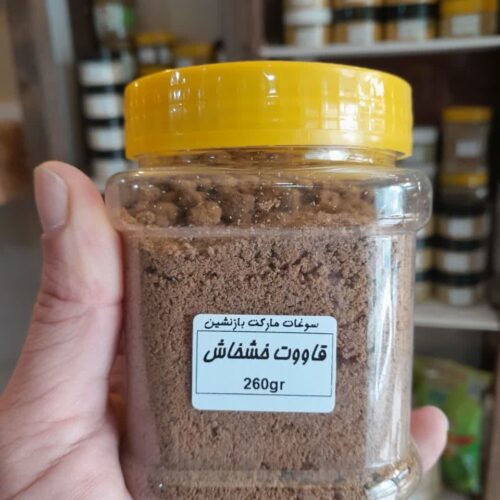 سوغات مارکت بازنشین
قاووت خشخاش
260gr